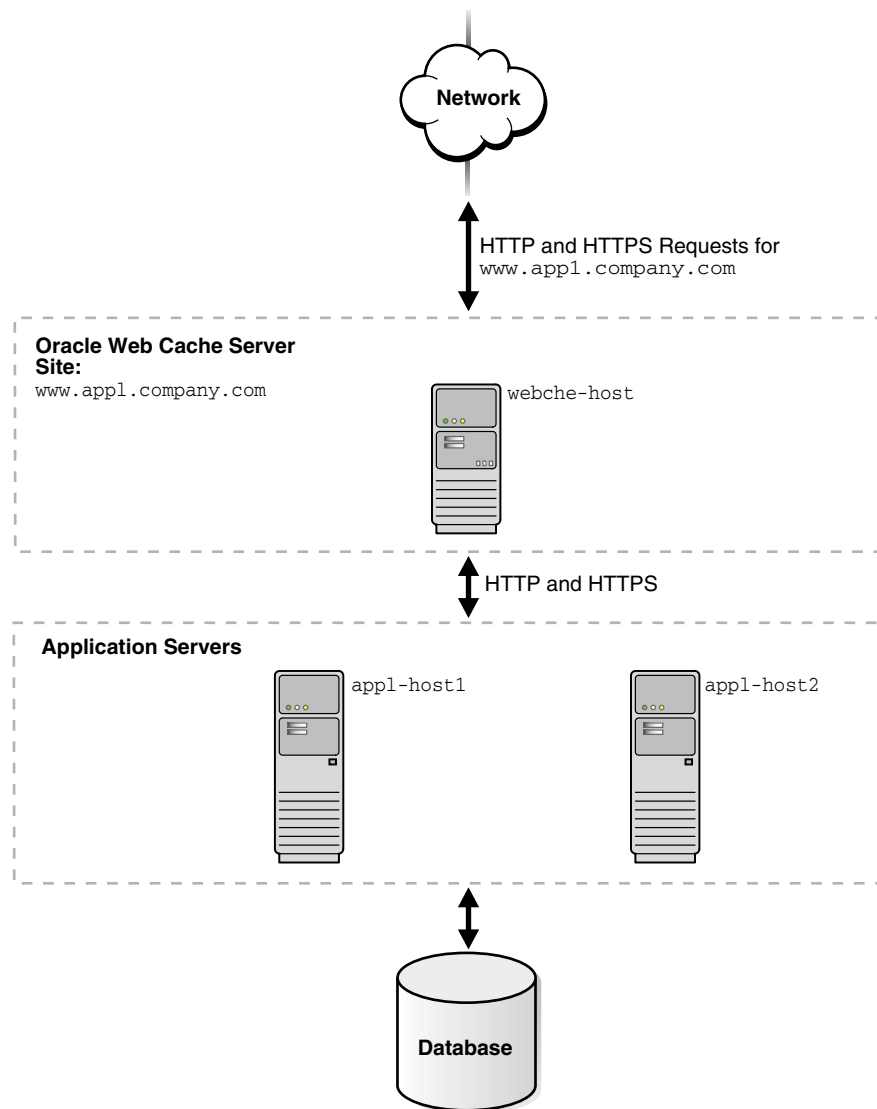 Network
HTTP and HTTPS Requests for
www.app1.company.com
Oracle Web Cache Server
Site:
www.appl.company.com
webche-host
HTTP and HTTPS
Application Servers
appl-host1
appl-host2
Database